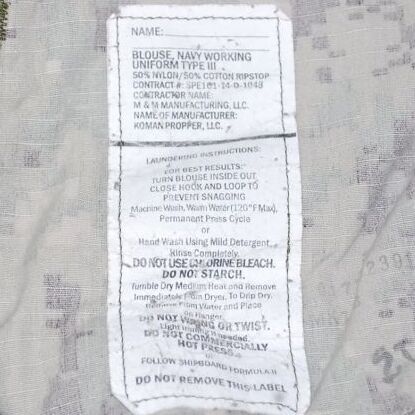 NAME:
BLOUSE, NAVY WORKING
UNIFORM TYPE III
50% NYLON/50% COTTON RIPSTOP
CONTRACT #: SPE1C1-14-D-1048
CONTRACTOR NAME:
M & M MANUFACTURING, LLC.
NAME OF MANUFACTURER:
KOMAN PROPPER, LLC.
LAUNDERING INSTRUCTIONS:
FOR BEST RESULTS:
TURN BLOUSE INSIDE OUT
CLOSE HOOK AND LOOP TO
PREVENT SNAGGING
Machine Wash, Warm Water (120°F Max),
Permanent Press Cycle
or
Hand Wash Using Mild Detergent,
Rinse Completely.
DO NOT USE CHLORINE BLEACH.
DO NOT STARCH.
Tumble Dry Medium Heat and Remove
Immediately From Dryer. To Drip Dry,
Remove From Water and Place
on Hanger.
DO NOT WRING OR TWIST.
Light Ironing if needed.
DO NOT COMMERCIALLY
HOT PRESS.
or
FOLLOW SHIPBOARD FORMULA II
DO NOT REMOVE THIS LABEL